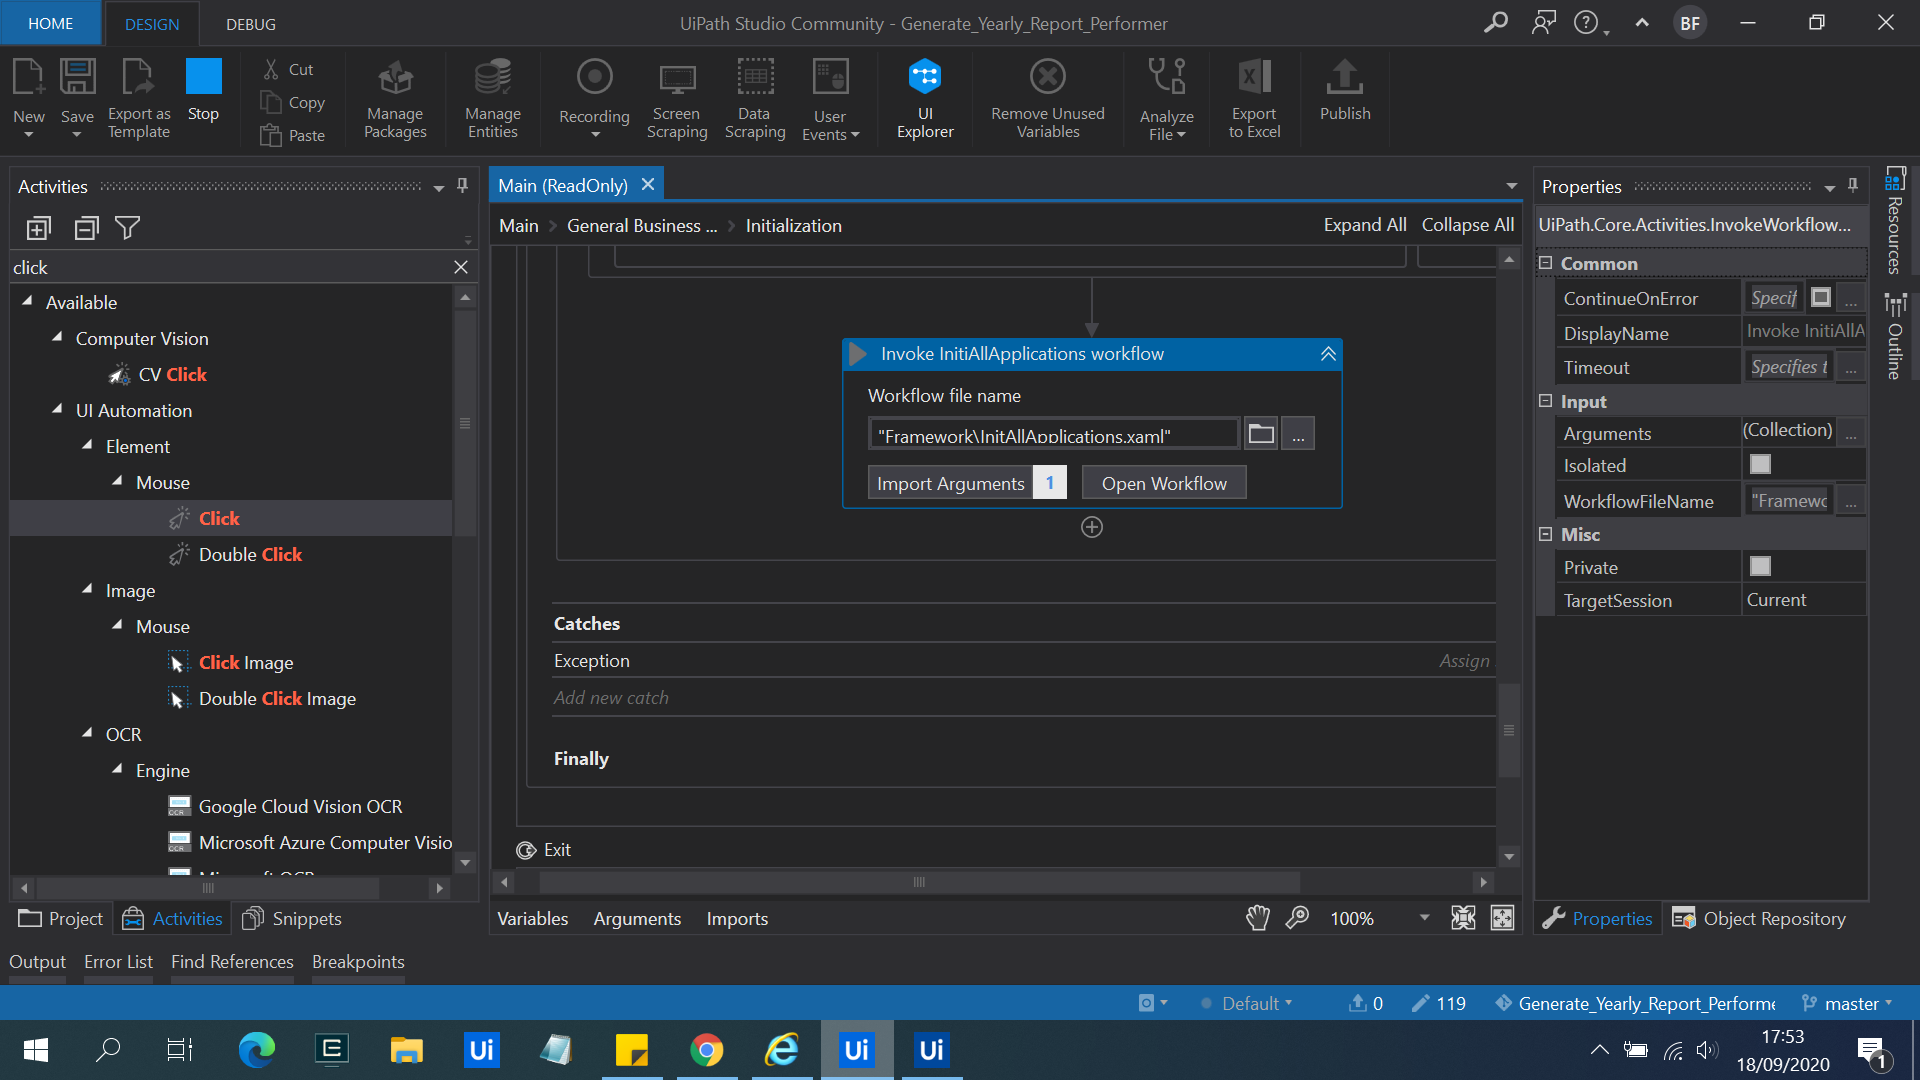 HOME DESIGN DEBUG UiPath Studio Community - Generate_Yearly_Report_Performer BF
New Save Export as Template Stop Cut Copy Paste Manage Packages Manage Entities Recording Screen Scraping Data Scraping User Events UI Explorer Remove Unused Variables Analyze File Export to Excel Publish
Activities
click
Available
Computer Vision
CV Click
UI Automation
Element
Mouse
Click
Double Click
Image
Mouse
Click Image
Double Click Image
OCR
Engine
Google Cloud Vision OCR
Microsoft Azure Computer Visio
Project Activities Snippets
Main (ReadOnly)
Main > General Business ... > Initialization Expand All Collapse All
Invoke InitiAllApplications workflow
Workflow file name
"Framework\InitAllApplications.xaml" ...
Import Arguments 1 Open Workflow
Catches
Exception Assign
Add new catch
Finally
Exit
Variables Arguments Imports 100%
Properties
UiPath.Core.Activities.InvokeWorkflow...
Common
ContinueOnError Specif ...
DisplayName Invoke InitiAllA
Timeout Specifies t ...
Input
Arguments (Collection) ...
Isolated
WorkflowFileName "Framewo ...
Misc
Private
TargetSession Current
Properties Object Repository
Resources
Outline
Output Error List Find References Breakpoints
Default 0 119 Generate_Yearly_Report_Performe master
Ui Ui Ui
17:53
18/09/2020
1